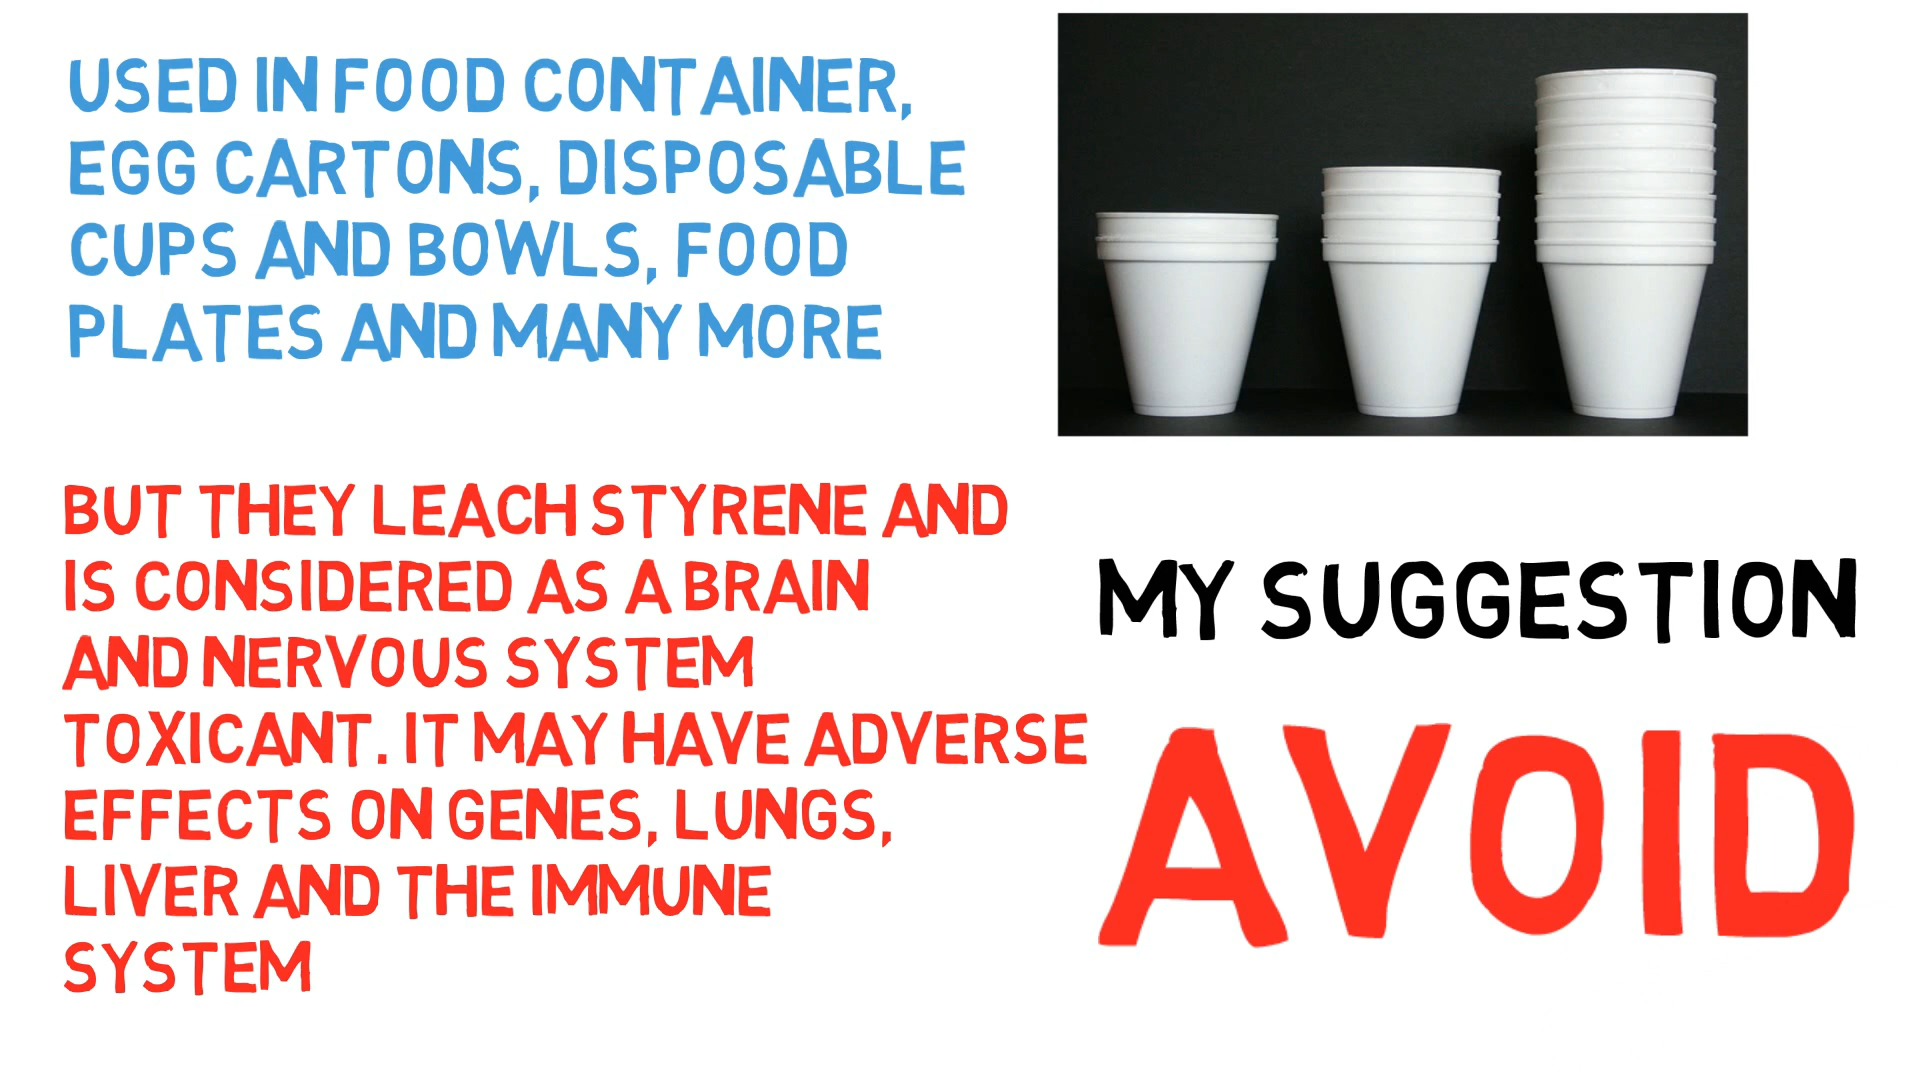 USED IN FOOD CONTAINER,
EGG CARTONS, DISPOSABLE
CUPS AND BOWLS, FOOD
PLATES AND MANY MORE
BUT THEY LEACH STYRENE AND
IS CONSIDERED AS A BRAIN
AND NERVOUS SYSTEM
TOXICANT. IT MAY HAVE ADVERSE
EFFECTS ON GENES, LUNGS,
LIVER AND THE IMMUNE
SYSTEM
MY SUGGESTION
AVOID